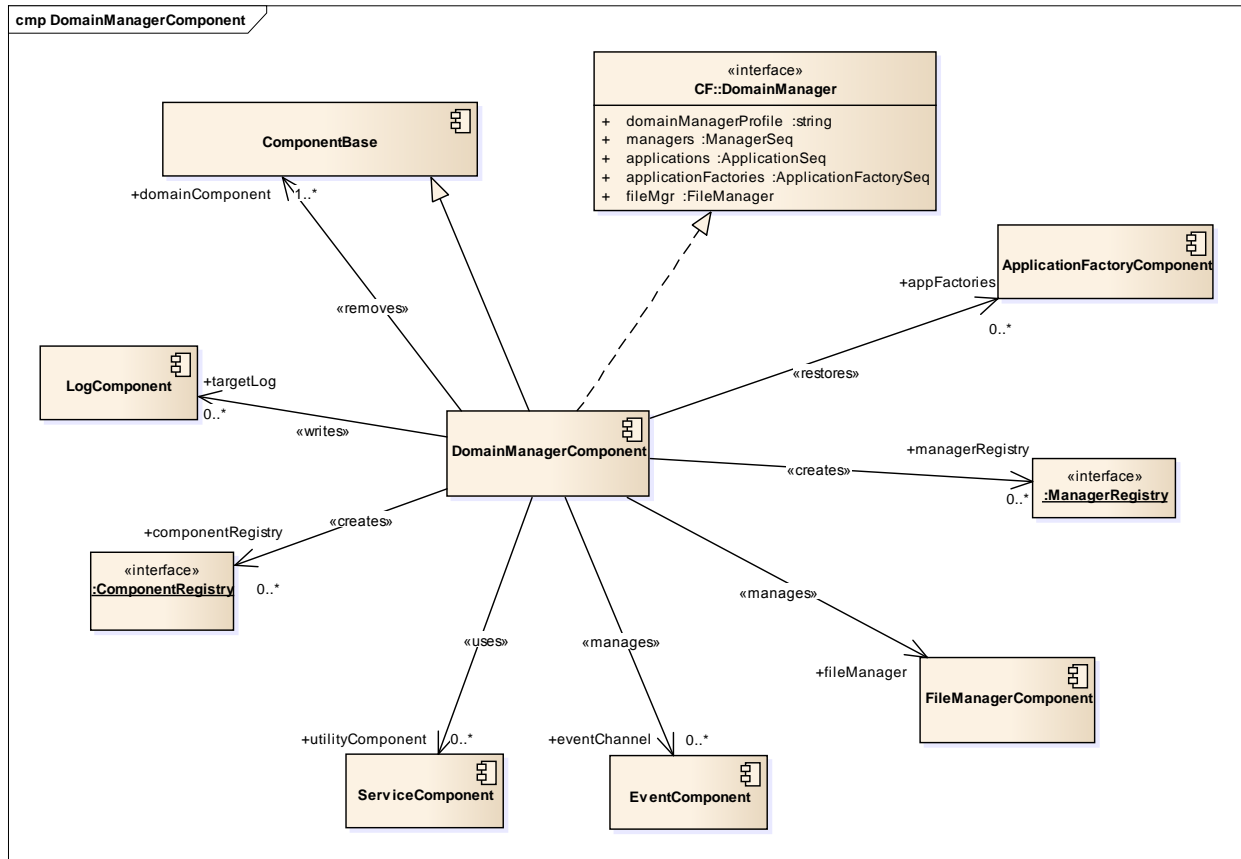 cmp DomainManagerComponent
«interface»
CF::DomainManager
+ domainManagerProfile :string
+ managers :ManagerSeq
+ applications :ApplicationSeq
+ applicationFactories :ApplicationFactorySeq
+ fileMgr :FileManager
ComponentBase
+domainComponent 1..*
ApplicationFactoryComponent
+appFactories
0..*
«removes»
«restores»
LogComponent
+targetLog
0..*
«writes»
DomainManagerComponent
+managerRegistry
«creates»
0..*
«interface»
:ManagerRegistry
«creates»
+componentRegistry
«interface»
:ComponentRegistry
0..*
«manages»
«uses»
«manages»
+fileManager
FileManagerComponent
+utilityComponent 0..*
+eventChannel 0..*
ServiceComponent
EventComponent